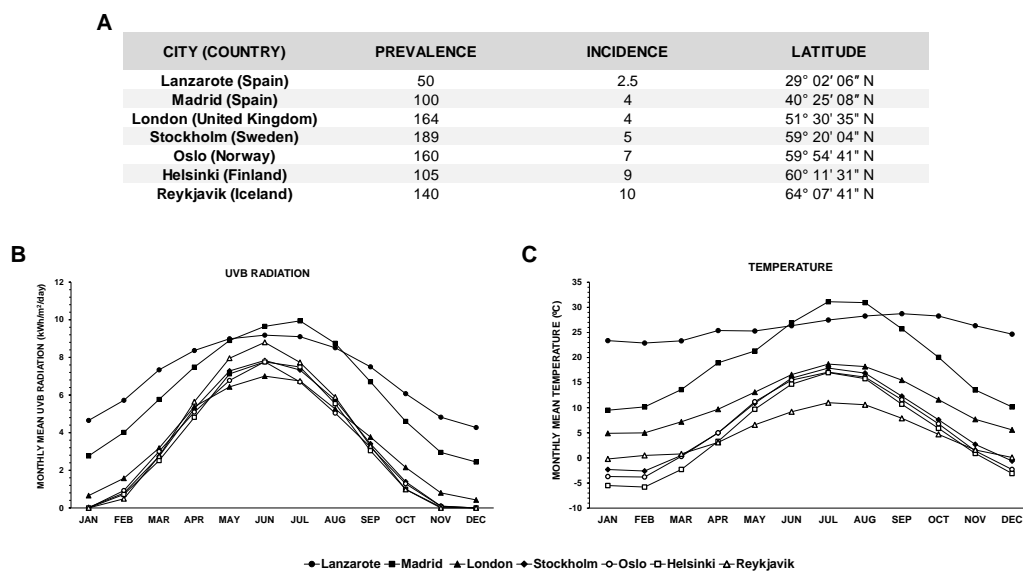 A
CITY (COUNTRY) PREVALENCE INCIDENCE LATITUDE
Lanzarote (Spain) 50 2.5 29° 02′ 06″ N
Madrid (Spain) 100 4 40° 25′ 08″ N
London (United Kingdom) 164 4 51° 30' 35" N
Stockholm (Sweden) 189 5 59° 20' 04" N
Oslo (Norway) 160 7 59° 54' 41" N
Helsinki (Finland) 105 9 60° 11' 31" N
Reykjavik (Iceland) 140 10 64° 07' 41" N
B
UVB RADIATION
MONTHLY MEAN UVB RADIATION (kWh/m²/day)
12
10
8
6
4
2
0
JAN FEB MAR APR MAY JUN JUL AUG SEP OCT NOV DEC
C
TEMPERATURE
MONTHLY MEAN TEMPERATURE (ºC)
35
30
25
20
15
10
5
0
-5
-10
JAN FEB MAR APR MAY JUN JUL AUG SEP OCT NOV DEC
Lanzarote Madrid London Stockholm Oslo Helsinki Reykjavik